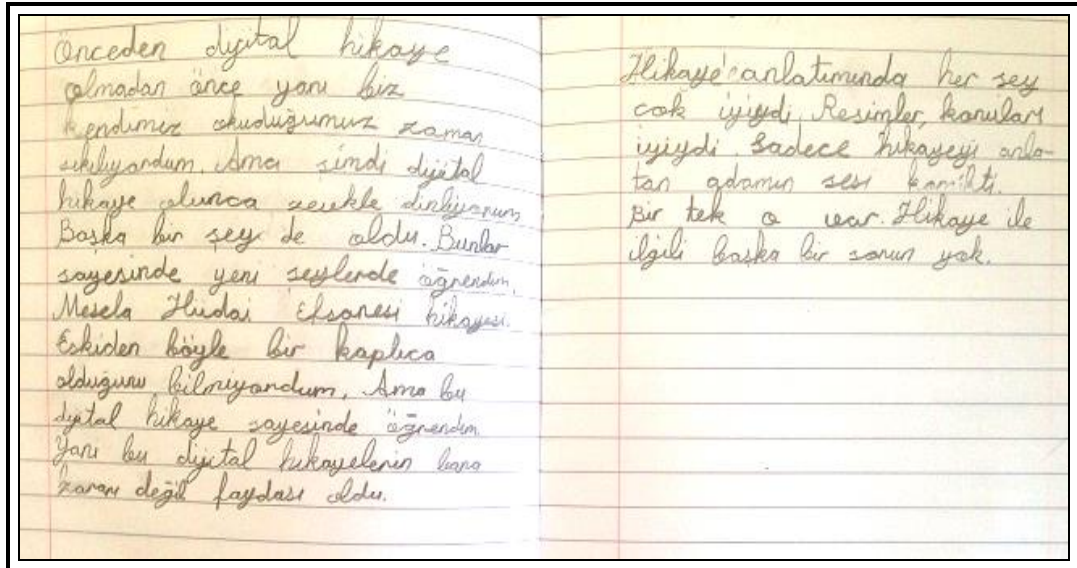 Önceden dijital hikaye
olmadan önce yani biz
kendimiz okuduğumuz zaman
sıkılıyordum. Ama şimdi dijital
hikaye olunca zevkle dinliyorum
Başka bir şey de oldu. Bunlar
sayesinde yeni şeylerde öğrendim.
Mesela Hüdai Efsanesi hikayesi.
Eskiden böyle bir kaplıca
olduğunu bilmiyordum. Ama bu
dijital hikaye sayesinde öğrendim
Yani bu dijital hikayelerin bana
zararı değil faydası oldu.
Hikaye anlatımında her şey
çok iyiydi. Resimler, konuları
iyiydi. Sadece hikayeyi anla-
tan adamın sesi
Bir tek o var. Hikaye ile
ilgili başka bir sorun yok.